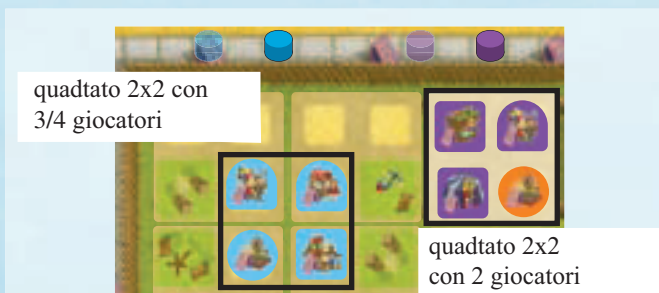 quadtato 2x2 con
3/4 giocatori
quadtato 2x2
con 2 giocatori